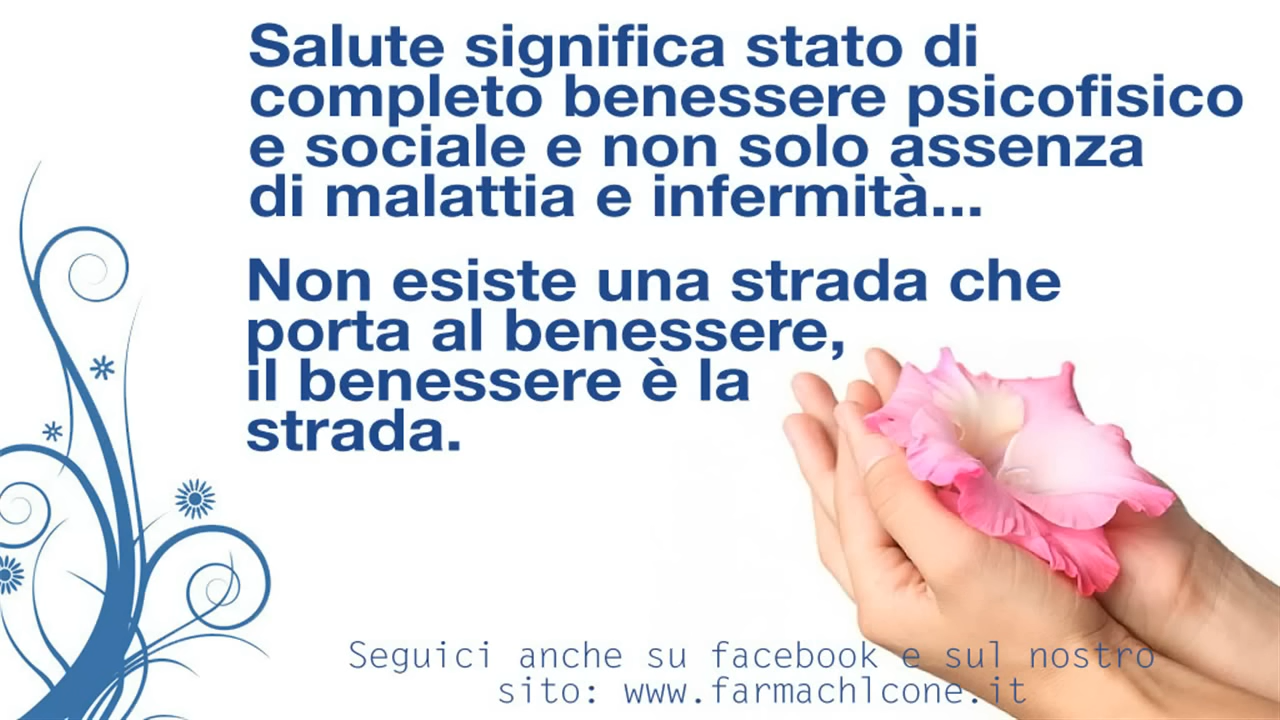 Salute significa stato di
completo benessere psicofisico
e sociale e non solo assenza
di malattia e infermità...
Non esiste una strada che
porta al benessere,
il benessere è la
strada.
Seguici anche su facebook e sul nostro
sito: www.farmachlcone.it